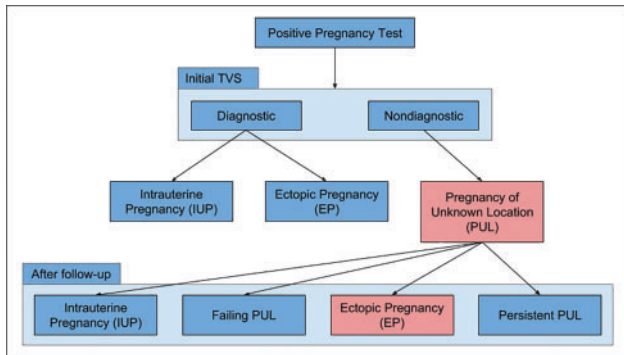 Positive Pregnancy Test
Initial TVS
Diagnostic
Nondiagnostic
Intrauterine
Pregnancy (IUP)
Ectopic Pregnancy
(EP)
Pregnancy of
Unknown Location
(PUL)
After follow-up
Intrauterine
Pregnancy (IUP)
Failing PUL
Ectopic Pregnancy
(EP)
Persistent PUL